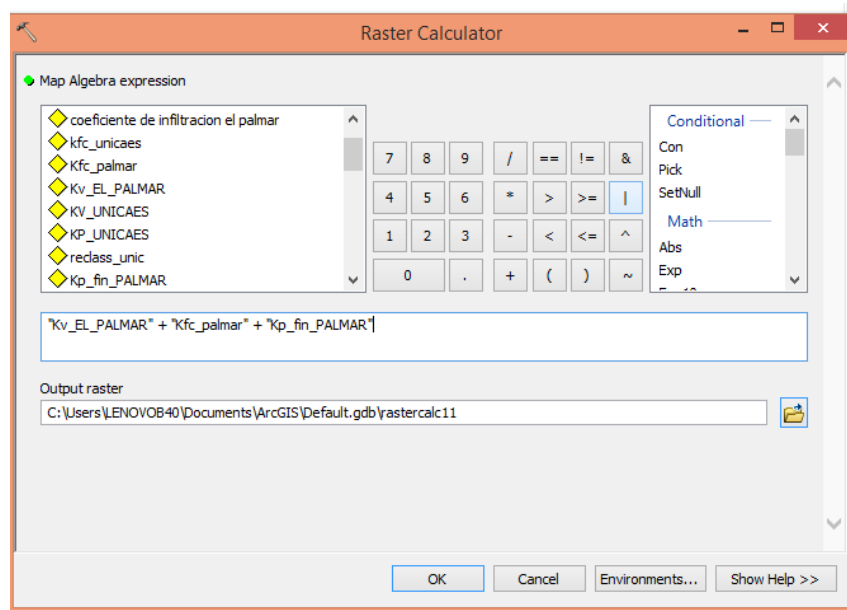 Raster Calculator
Map Algebra expression
coeficiente de infiltracion el palmar
kfc_unicaes
Kfc_palmar
Kv_EL_PALMAR
KV_UNICAES
KP_UNICAES
reclass_unic
Kp_fin_PALMAR
7 8 9 / == != &
4 5 6 * > >= |
1 2 3 - < <= ^
0 . + ( ) ~
Conditional
Con
Pick
SetNull
Math
Abs
Exp
"Kv_EL_PALMAR" + "Kfc_palmar" + "Kp_fin_PALMAR"
Output raster
C:\Users\LENOVOB40\Documents\ArcGIS\Default.gdb\rastercalc11
OK Cancel Environments... Show Help >>